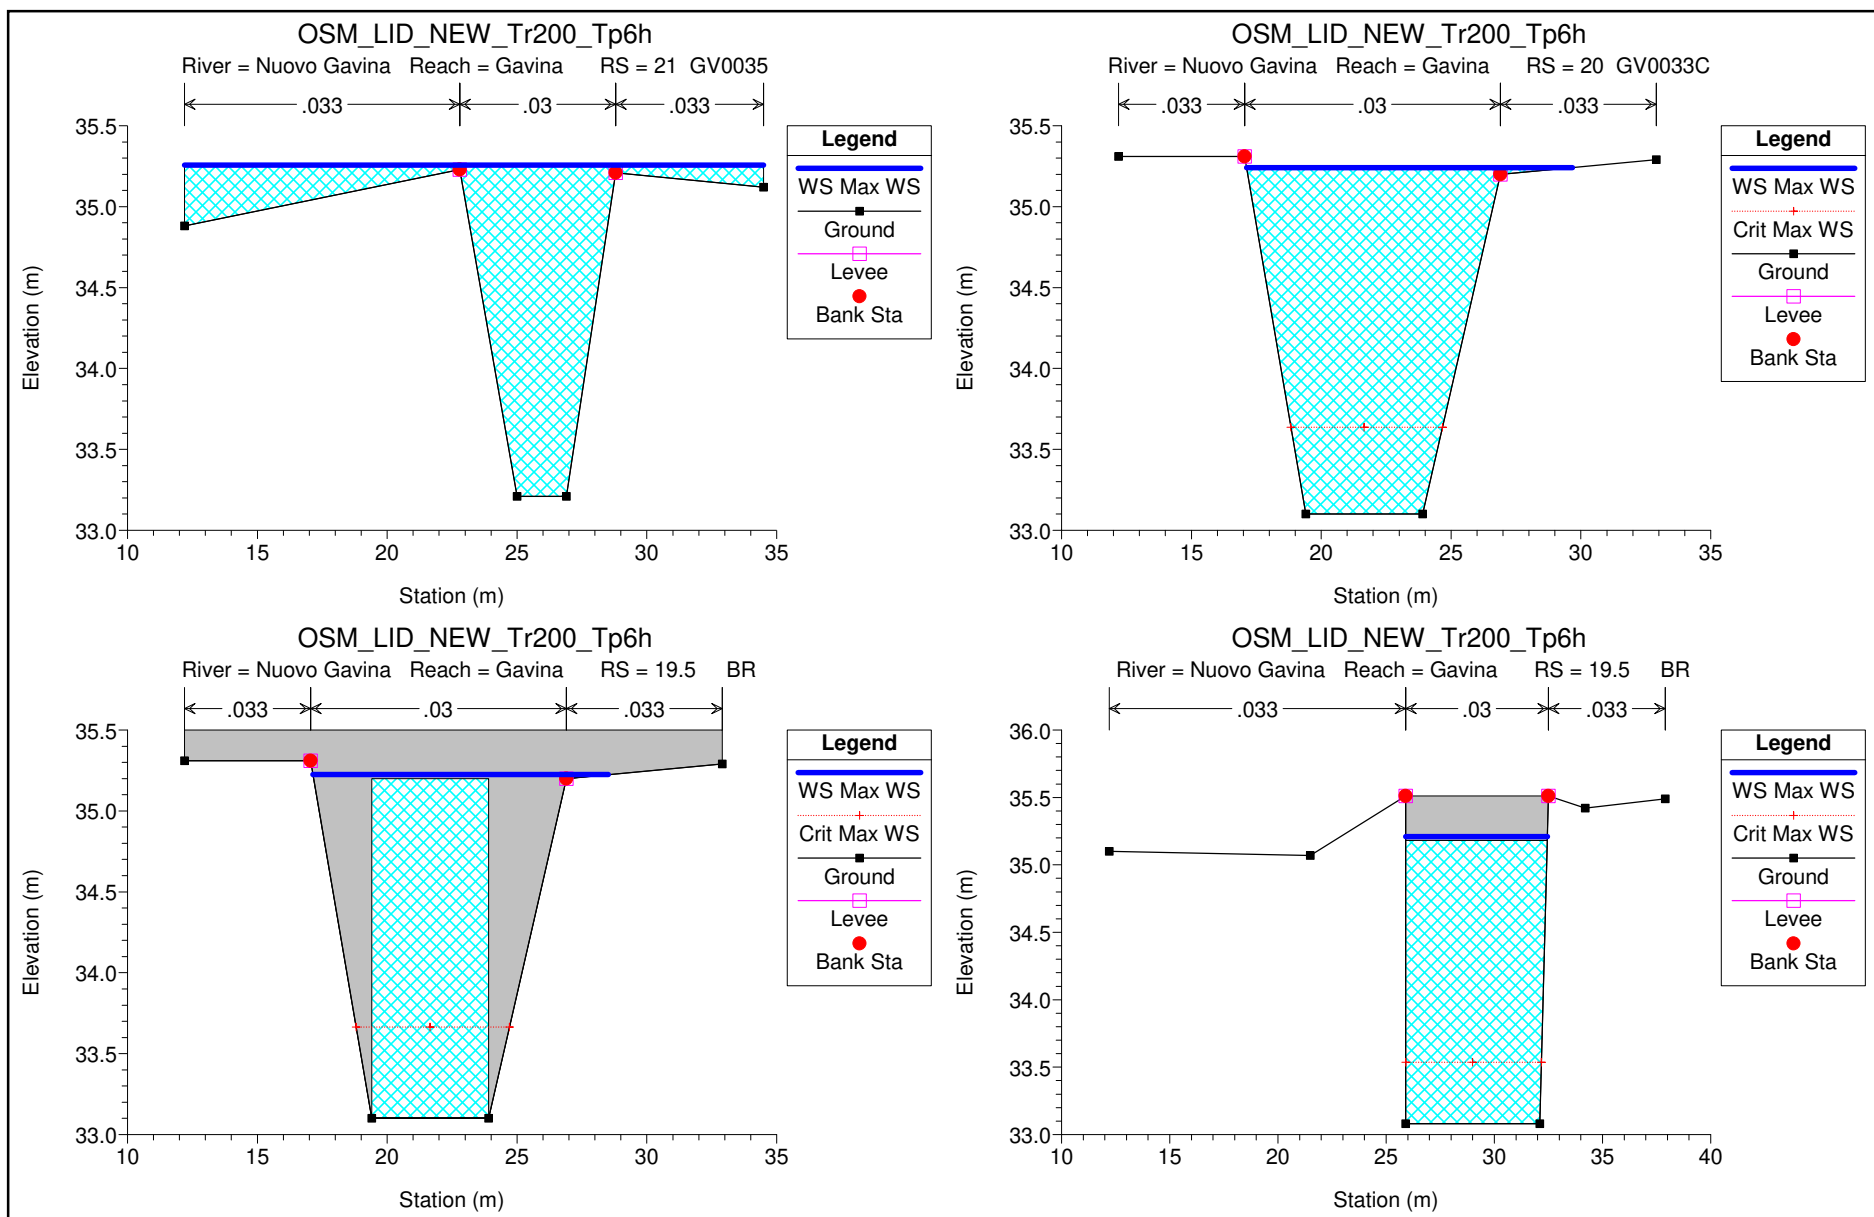 OSM_LID_NEW_Tr200_Tp6h
River = Nuovo Gavina Reach = Gavina RS = 21 GV0035
.033 .03 .033
35.5
35.0
34.5
34.0
33.5
33.0
Elevation (m)
10 15 20 25 30 35
Station (m)
Legend
WS Max WS
Ground
Levee
Bank Sta
OSM_LID_NEW_Tr200_Tp6h
River = Nuovo Gavina Reach = Gavina RS = 20 GV0033C
.033 .03 .033
35.5
35.0
34.5
34.0
33.5
33.0
Elevation (m)
10 15 20 25 30 35
Station (m)
Legend
WS Max WS
Crit Max WS
Ground
Levee
Bank Sta
OSM_LID_NEW_Tr200_Tp6h
River = Nuovo Gavina Reach = Gavina RS = 19.5 BR
.033 .03 .033
35.5
35.0
34.5
34.0
33.5
33.0
Elevation (m)
10 15 20 25 30 35
Station (m)
Legend
WS Max WS
Crit Max WS
Ground
Levee
Bank Sta
OSM_LID_NEW_Tr200_Tp6h
River = Nuovo Gavina Reach = Gavina RS = 19.5 BR
.033 .03 .033
36.0
35.5
35.0
34.5
34.0
33.5
33.0
Elevation (m)
10 15 20 25 30 35 40
Station (m)
Legend
WS Max WS
Crit Max WS
Ground
Levee
Bank Sta